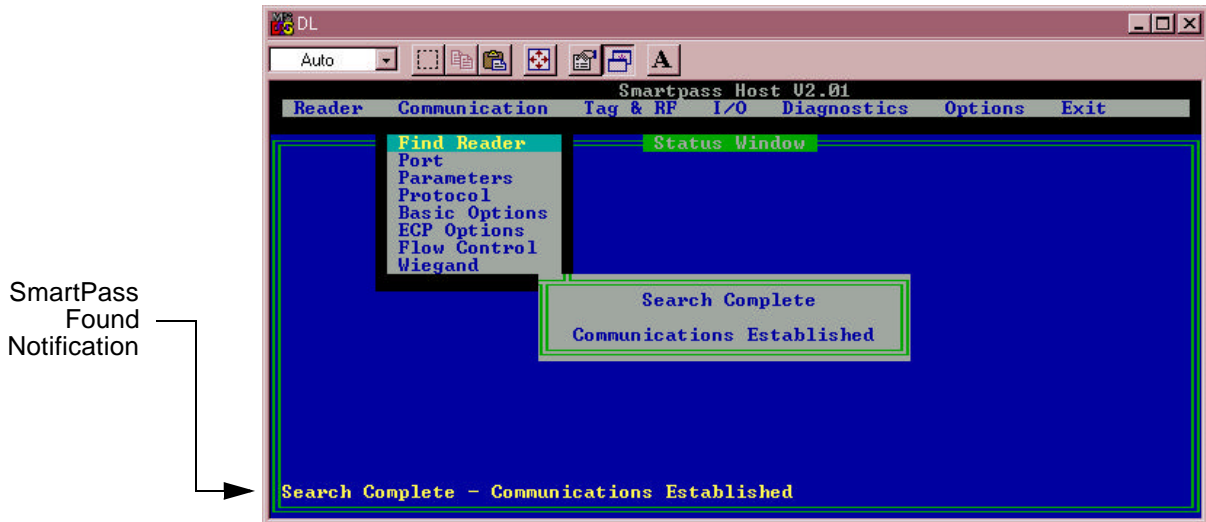 DL
Auto
A
Smartpass Host V2.01
Reader Communication Tag & RF I/O Diagnostics Options Exit
Status Window
Find Reader
Port
Parameters
Protocol
Basic Options
ECP Options
Flow Control
Wiegand
Search Complete
Communications Established
SmartPass
Found
Notification
Search Complete - Communications Established